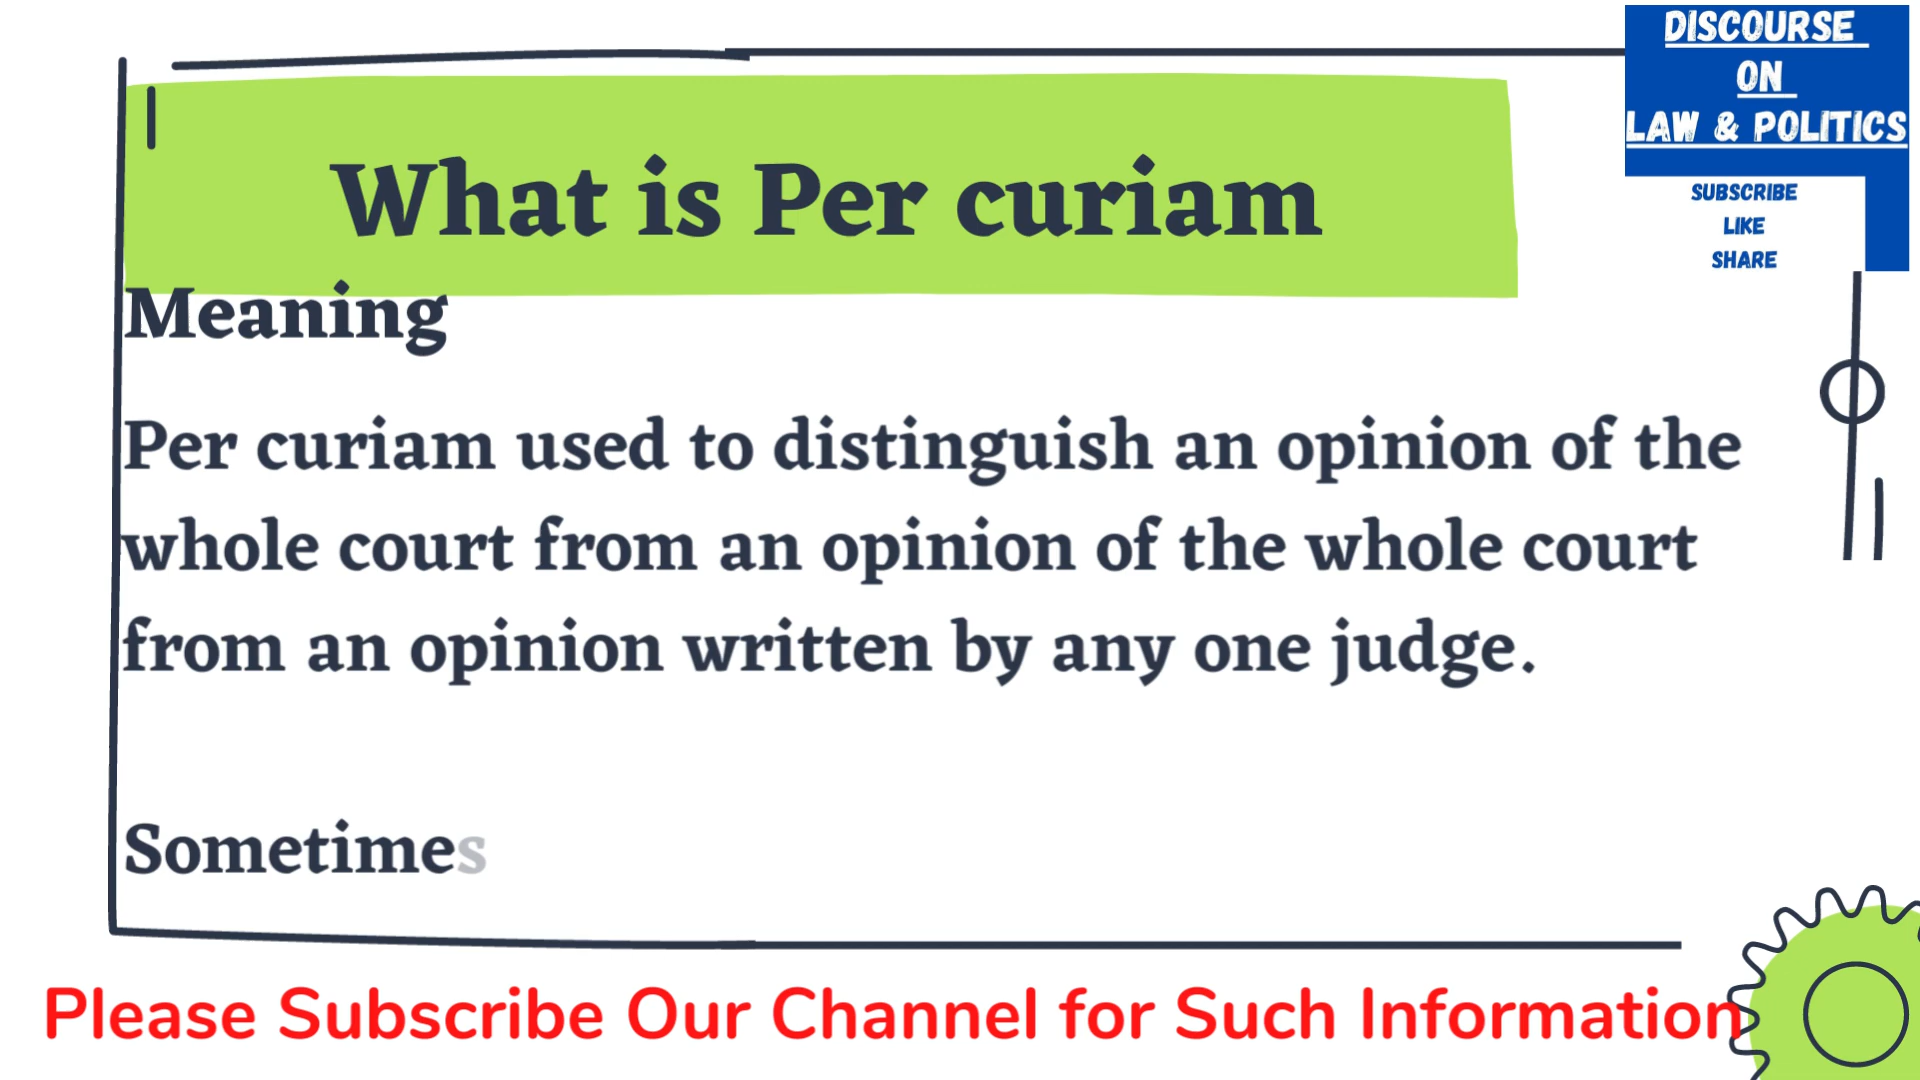 DISCOURSE
ON
LAW & POLITICS
SUBSCRIBE
LIKE
SHARE
What is Per curiam
Meaning
Per curiam used to distinguish an opinion of the
whole court from an opinion of the whole court
from an opinion written by any one judge.
Sometimes
Please Subscribe Our Channel for Such Information